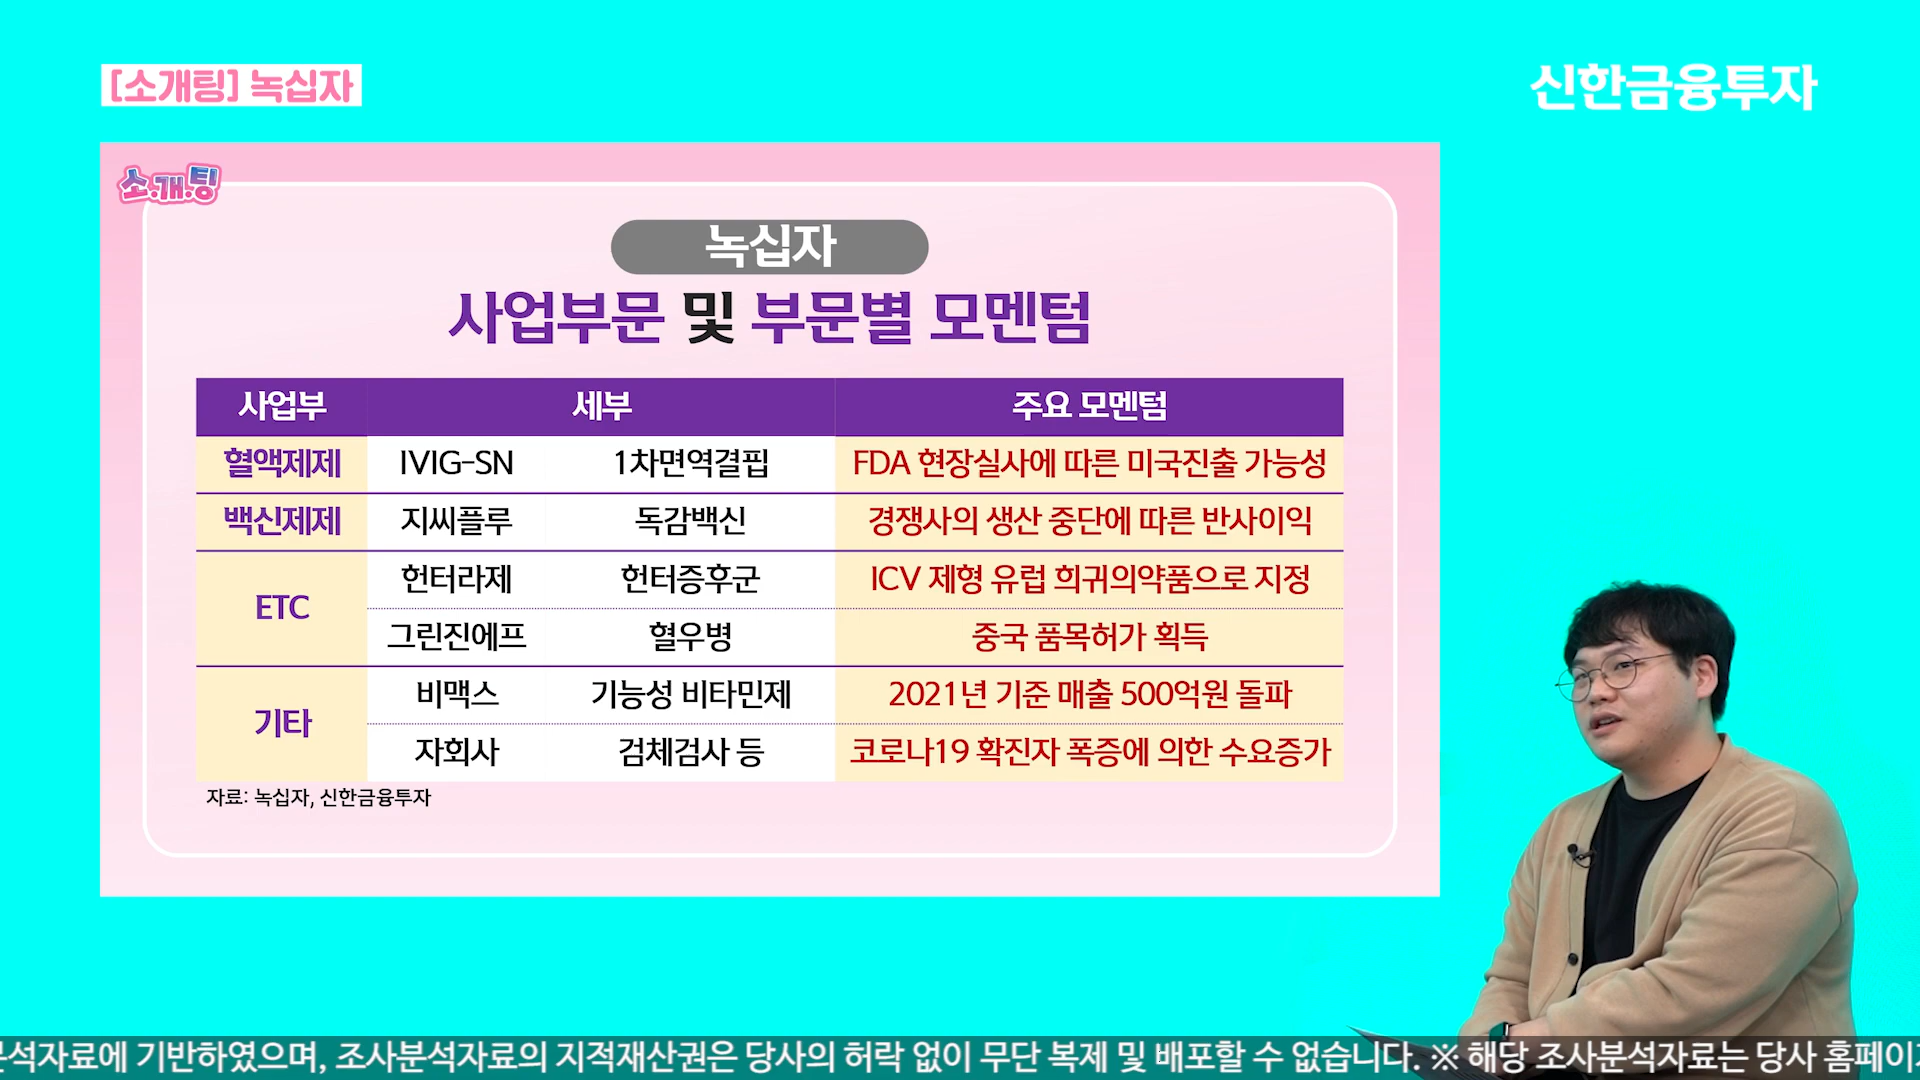 [소개팅] 녹십자
신한금융투자
소.개.팅
녹십자
사업부문 및 부문별 모멘텀
사업부 세부 주요 모멘텀
혈액제제 IVIG-SN 1차면역결핍 FDA 현장실사에 따른 미국진출 가능성
백신제제 지씨플루 독감백신 경쟁사의 생산 중단에 따른 반사이익
ETC 헌터라제 헌터증후군 ICV 제형 유럽 희귀의약품으로 지정
그린진에프 혈우병 중국 품목허가 획득
기타 비맥스 기능성 비타민제 2021년 기준 매출 500억원 돌파
자회사 검체검사 등 코로나19 확진자 폭증에 의한 수요증가
자료: 녹십자, 신한금융투자
분석자료에 기반하였으며, 조사분석자료의 지적재산권은 당사의 허락 없이 무단 복제 및 배포할 수 없습니다. ※ 해당 조사분석자료는 당사 홈페이지